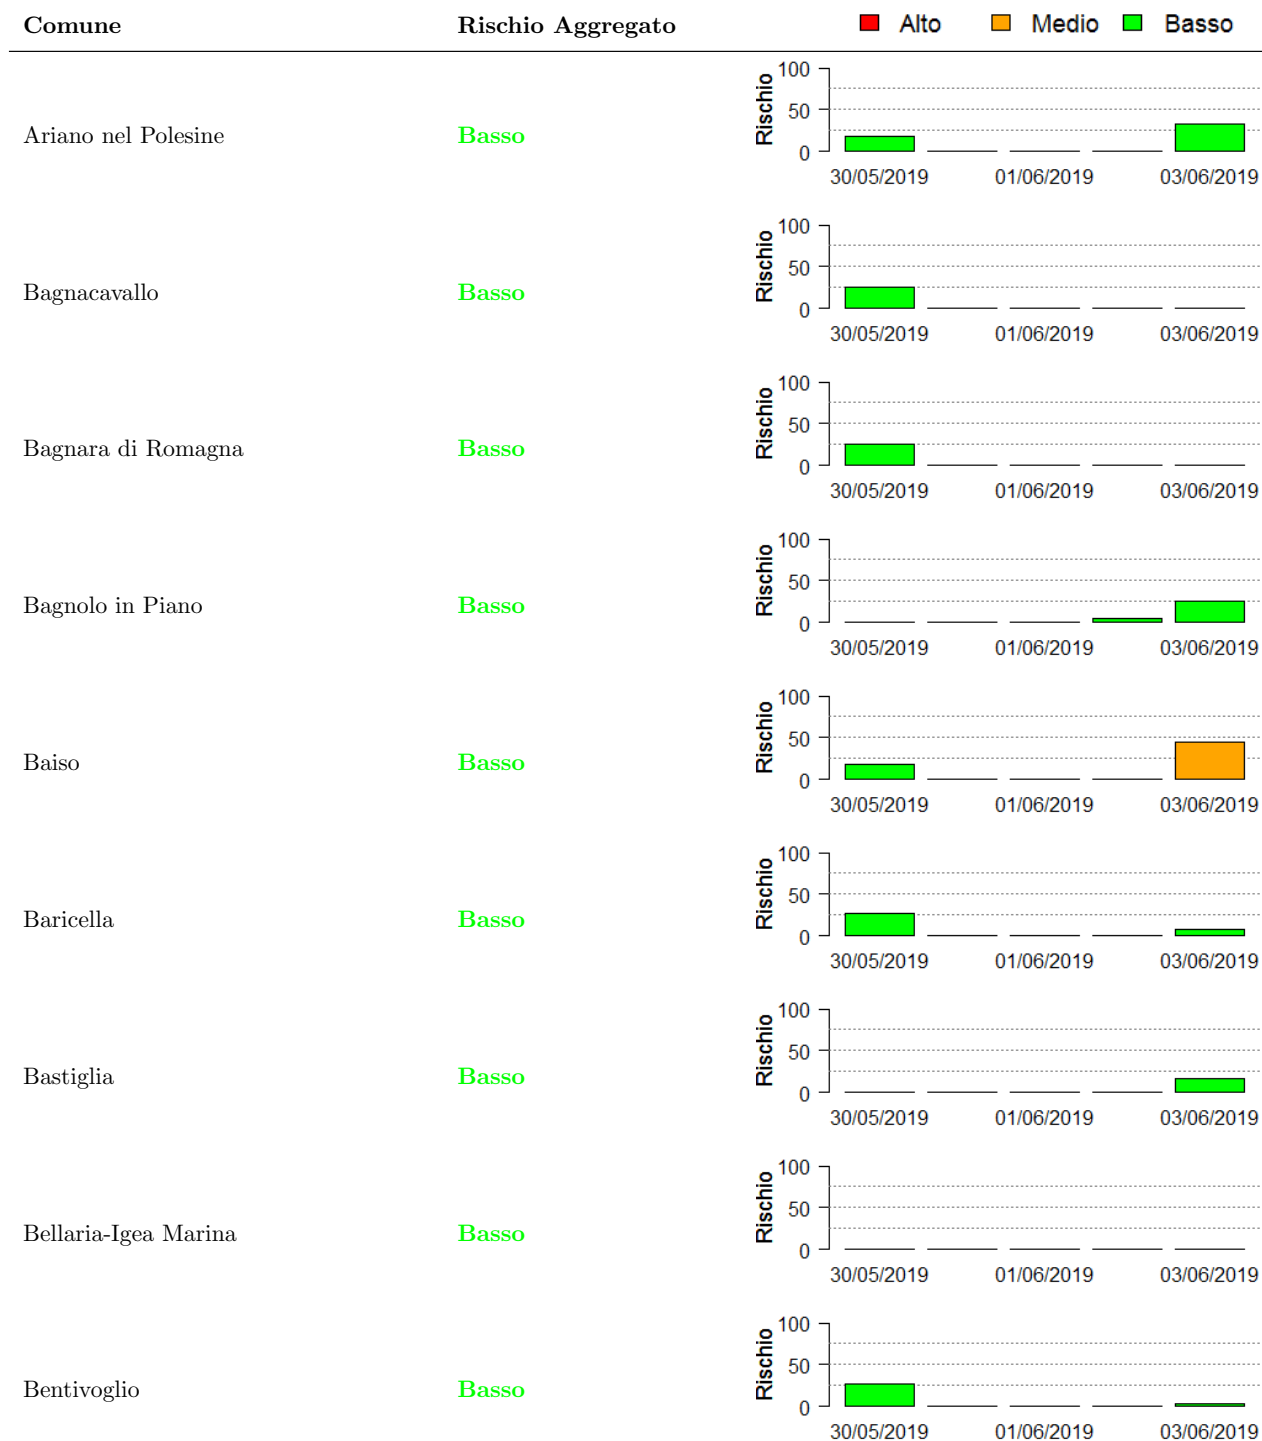 Comune Rischio Aggregato Alto Medio Basso
100
50
0
Rischio
Ariano nel Polesine Basso
30/05/2019 01/06/2019 03/06/2019
100
50
0
Rischio
Bagnacavallo Basso
30/05/2019 01/06/2019 03/06/2019
100
50
0
Rischio
Bagnara di Romagna Basso
30/05/2019 01/06/2019 03/06/2019
100
50
0
Rischio
Bagnolo in Piano Basso
30/05/2019 01/06/2019 03/06/2019
100
50
0
Rischio
Baiso Basso
30/05/2019 01/06/2019 03/06/2019
100
50
0
Rischio
Baricella Basso
30/05/2019 01/06/2019 03/06/2019
100
50
0
Rischio
Bastiglia Basso
30/05/2019 01/06/2019 03/06/2019
100
50
0
Rischio
Bellaria-Igea Marina Basso
30/05/2019 01/06/2019 03/06/2019
100
50
0
Rischio
Bentivoglio Basso
30/05/2019 01/06/2019 03/06/2019